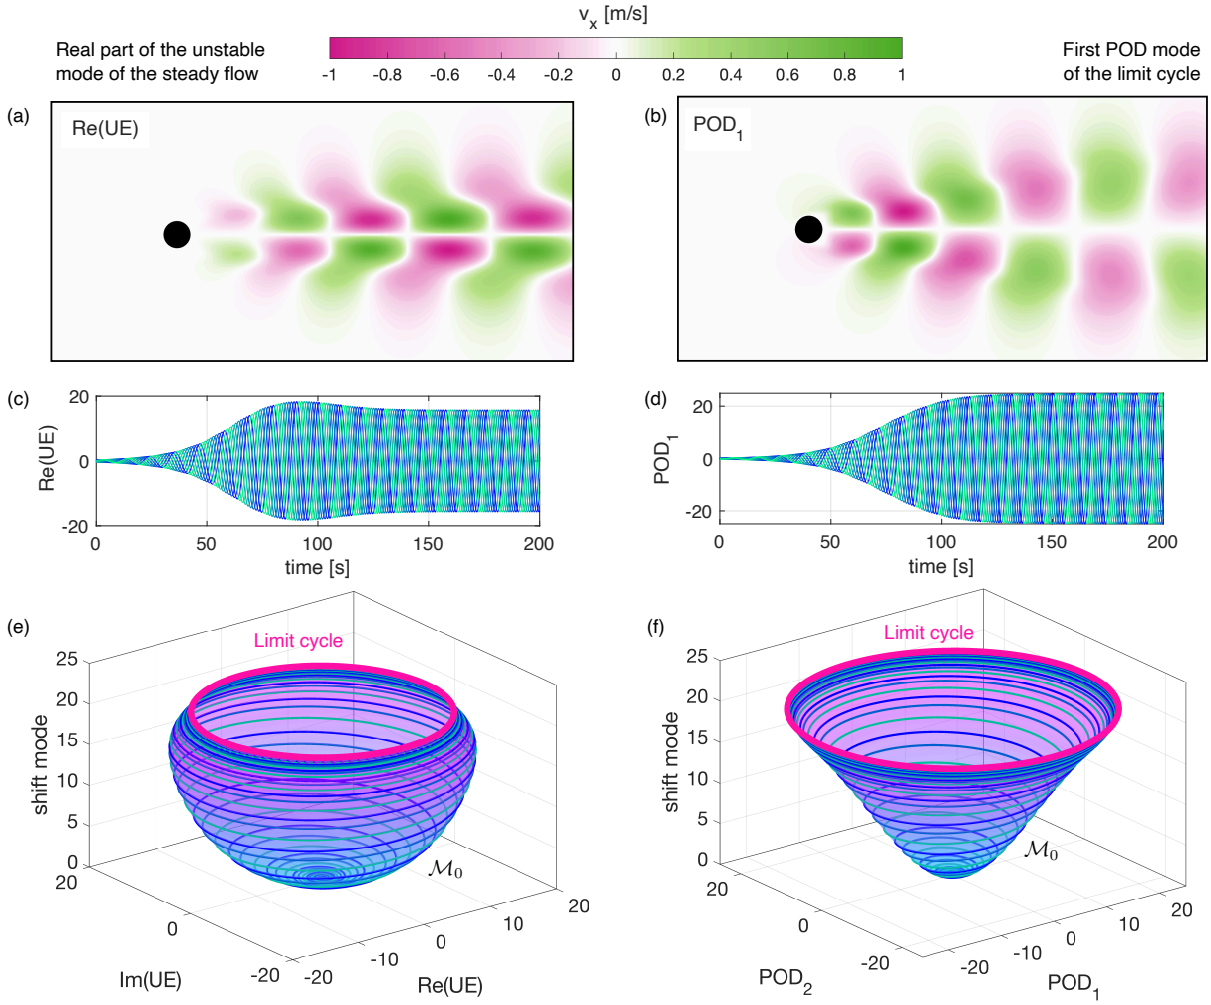 v_x [m/s]
Real part of the unstable
mode of the steady flow
First POD mode
of the limit cycle
-1 -0.8 -0.6 -0.4 -0.2 0 0.2 0.4 0.6 0.8 1
(a)
Re(UE)
(b)
POD_1
(c)
Re(UE)
20
0
-20
0 50 100 150 200
time [s]
(d)
POD_1
20
0
-20
0 50 100 150 200
time [s]
(e)
Limit cycle
shift mode
25
20
15
10
5
0
20
0
-20
Im(UE)
-20
-10
0
10
20
Re(UE)
M_0
(f)
Limit cycle
shift mode
25
20
15
10
5
0
20
0
-20
POD_2
-20
-10
0
10
20
POD_1
M_0